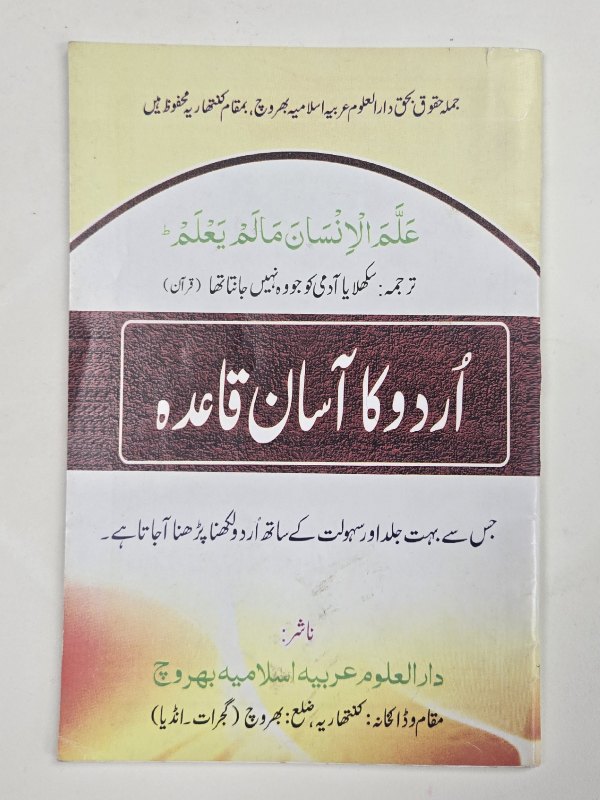 جملہ حقوق بحق دارالعلوم عربیہ اسلامیہ بھروچ، بمقام کنتھاریہ محفوظ ہیں
عَلَّمَ الْاِنْسَانَ مَالَمْ يَعْلَمْ ؕ
ترجمہ: سکھلایا آدمی کو جو وہ نہیں جانتا تھا (قرآن)
اُردو کا آسان قاعدہ
جس سے بہت جلد اور سہولت کے ساتھ اُردو لکھنا پڑھنا آجاتا ہے۔
ناشر:
دارالعلوم عربیہ اسلامیہ بھروچ
مقام وڈاکخانہ: کنتھاریہ، ضلع: بھروچ (گجرات۔انڈیا)